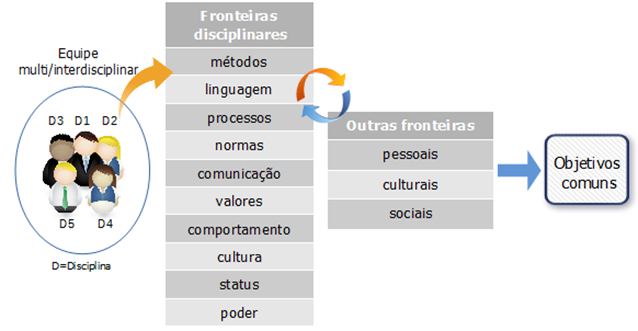 Equipe
multi/interdisciplinar
D3 D1 D2
D5 D4
D=Disciplina
Fronteiras
disciplinares
métodos
linguagem
processos
normas
comunicação
valores
comportamento
cultura
status
poder
Outras fronteiras
pessoais
culturais
sociais
Objetivos
comuns